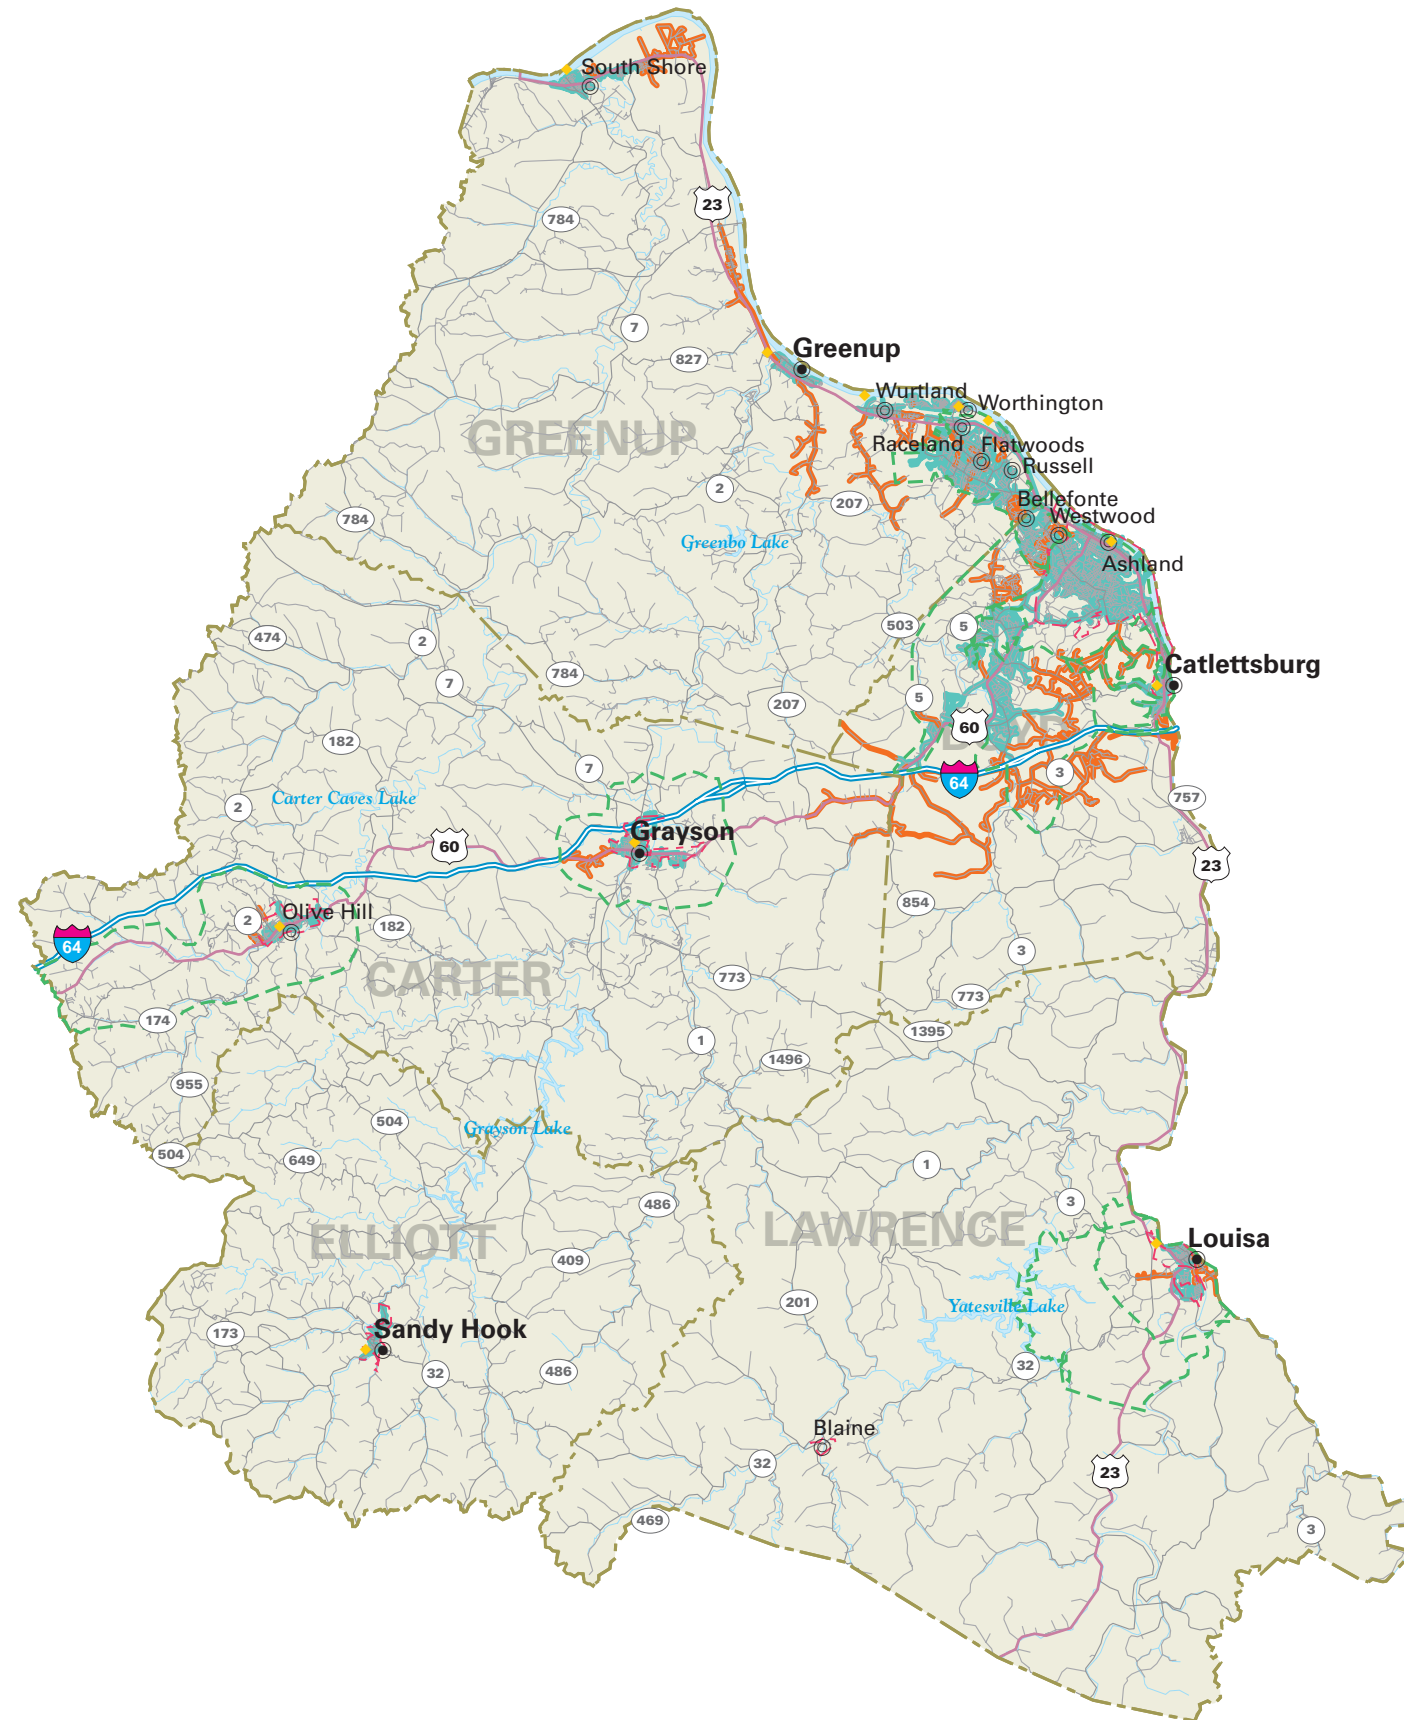 South Shore
23
784
7
827
Greenup
Wurtland
Worthington
GREENUP
Raceland
Flatwoods
Russell
2
207
Bellefonte
Westwood
784
Greenbo Lake
Ashland
474
2
503
5
784
7
Catlettsburg
5
207
60
BOYD
182
7
64
3
2
Carter Caves Lake
757
60
Grayson
23
2
Olive Hill
182
854
64
3
CARTER
773
773
174
1
1395
1496
955
504
Grayson Lake
504
649
1
486
3
ELLIOTT
LAWRENCE
Louisa
409
201
Yatesville Lake
173
Sandy Hook
32
486
32
Blaine
32
23
469
3